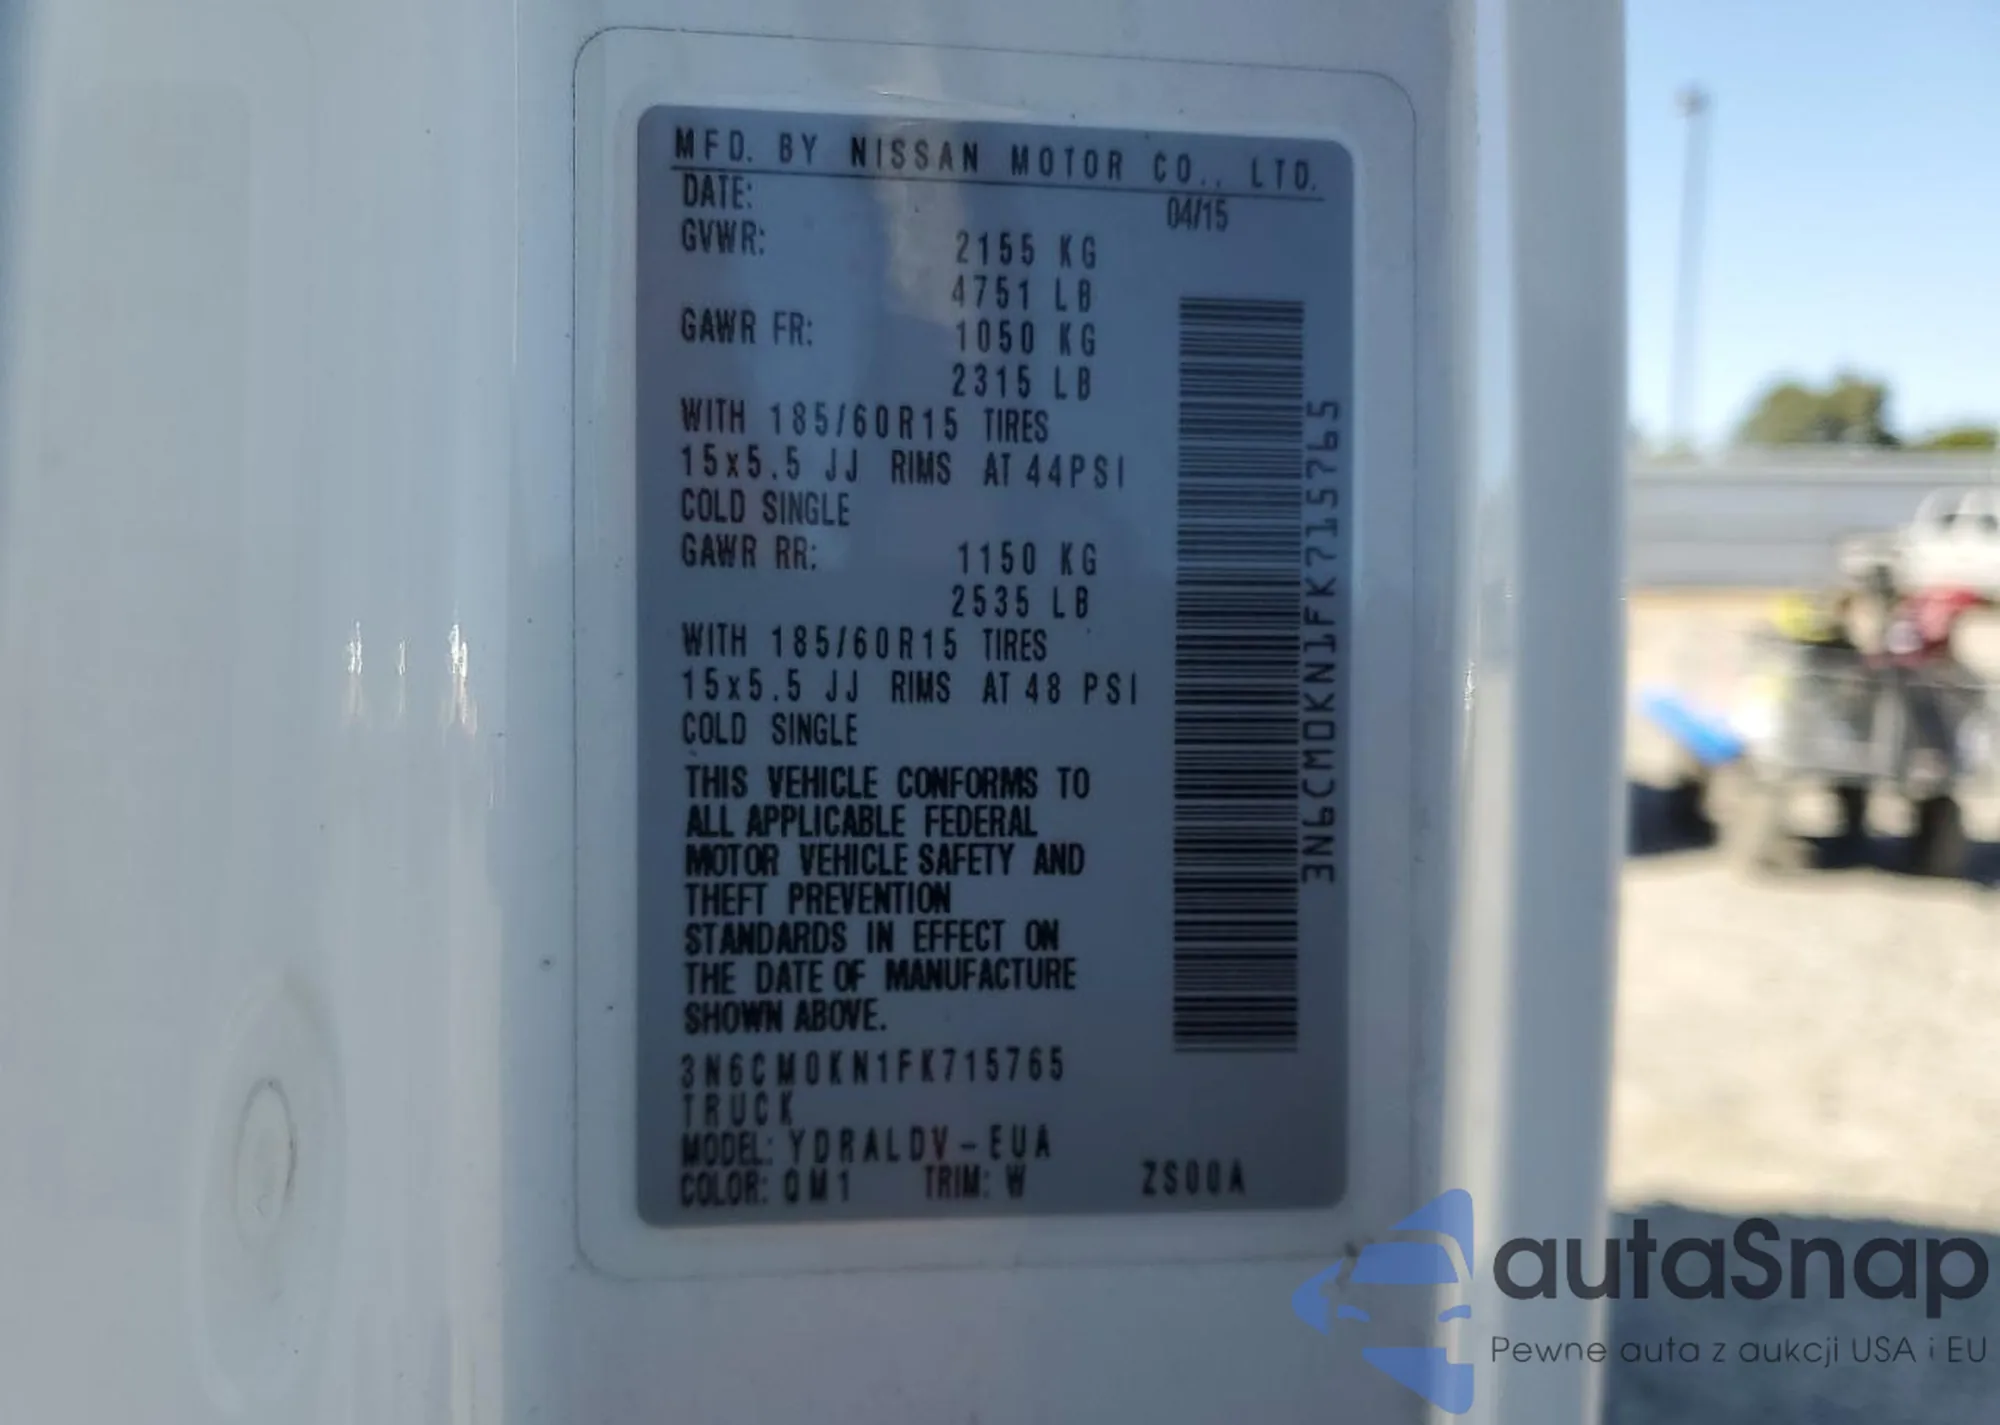 MFD. BY NISSAN MOTOR CO., LTD.
DATE: 04/15
GVWR: 2155 KG
4751 LB
GAWR FR: 1050 KG
2315 LB
WITH 185/60R15 TIRES
15x5.5 JJ RIMS AT 44PSI
COLD SINGLE
GAWR RR: 1150 KG
2535 LB
WITH 185/60R15 TIRES
15x5.5 JJ RIMS AT 48 PSI
COLD SINGLE
THIS VEHICLE CONFORMS TO
ALL APPLICABLE FEDERAL
MOTOR VEHICLE SAFETY AND
THEFT PREVENTION
STANDARDS IN EFFECT ON
THE DATE OF MANUFACTURE
SHOWN ABOVE.
3N6CM0KN1FK715765
TRUCK
MODEL: YDRALDV-EUA
COLOR: QM1 TRIM: W ZS00A
3N6CM0KN1FK715765
autaSnap
Pewne auta z aukcji USA i EU